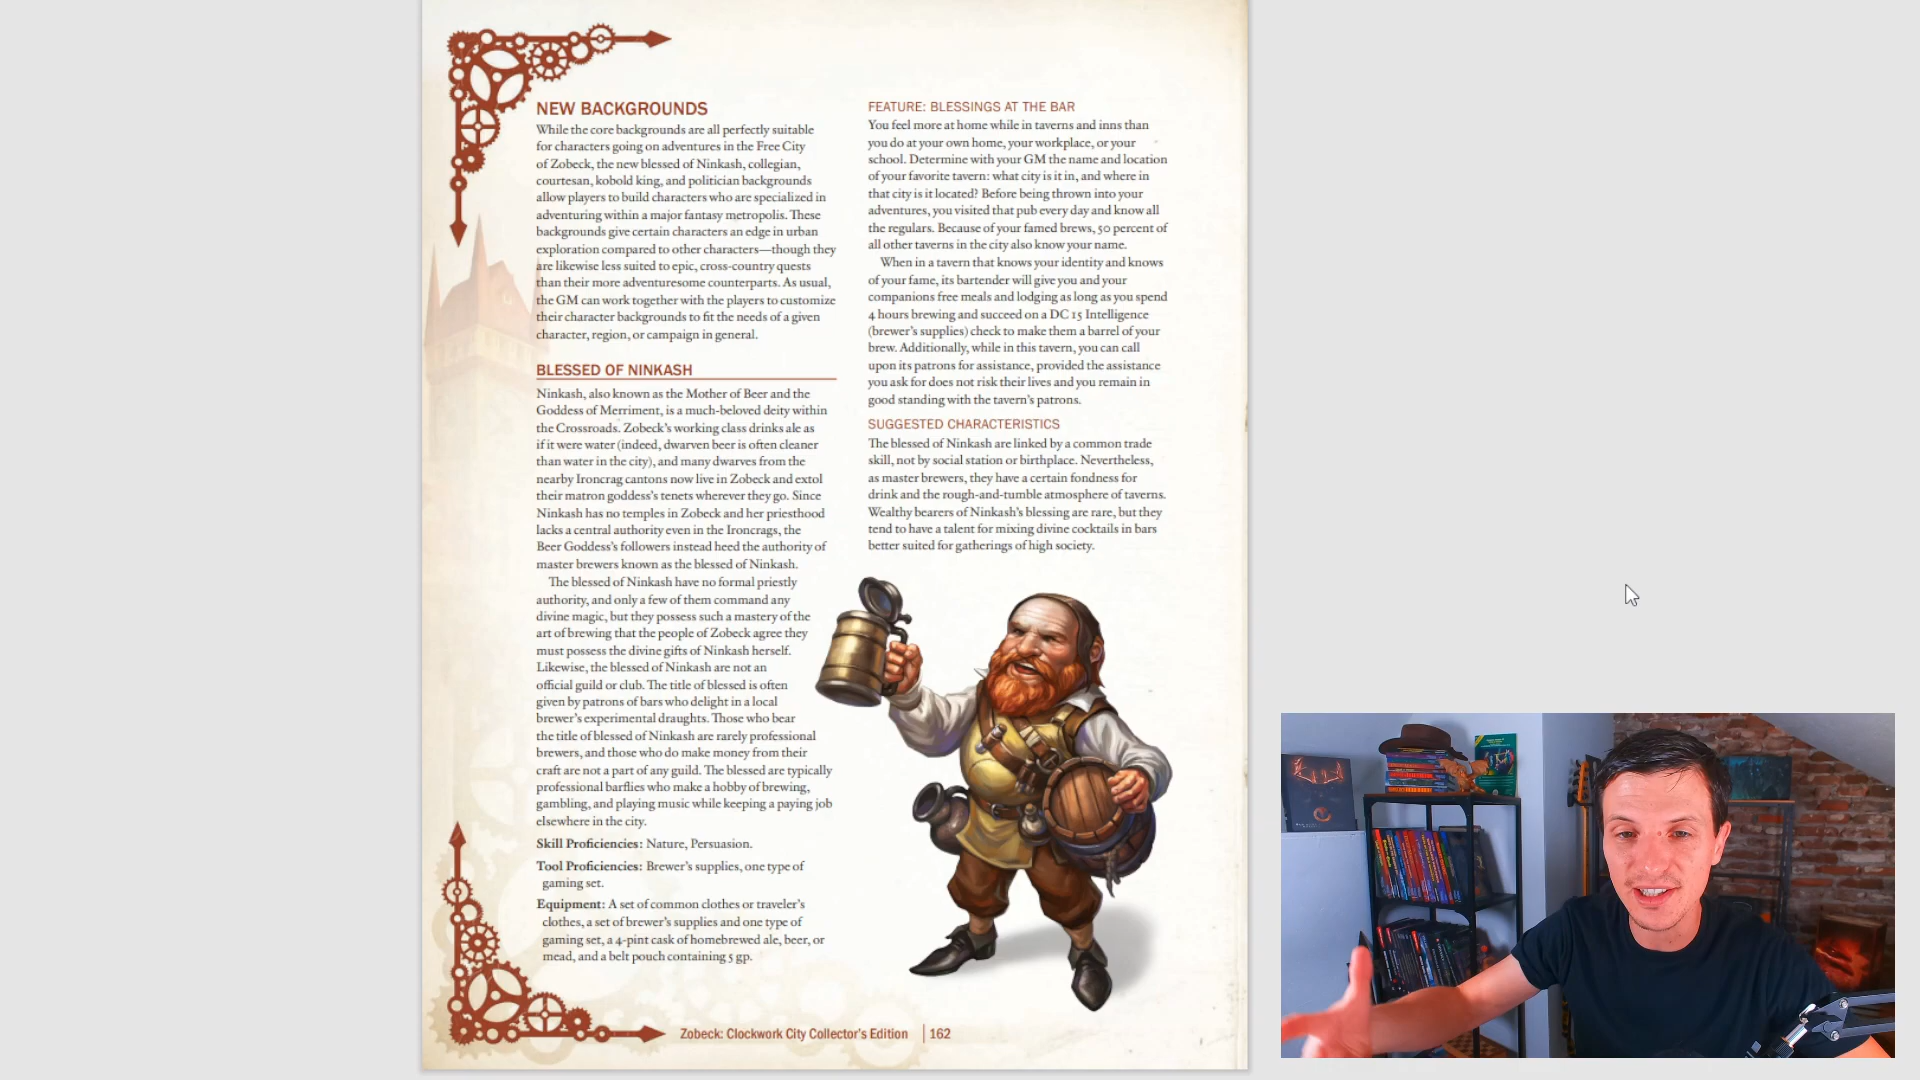 NEW BACKGROUNDS
While the core backgrounds are all perfectly suitable
for characters going on adventures in the Free City
of Zobeck, the new blessed of Ninkash, collegian,
courtesan, kobold king, and politician backgrounds
allow players to build characters who are specialized in
adventuring within a major fantasy metropolis. These
backgrounds give certain characters an edge in urban
exploration compared to other characters—though they
are likewise less suited to epic, cross-country quests
than their more adventuresome counterparts. As usual,
the GM can work together with the players to customize
their character backgrounds to fit the needs of a given
character, region, or campaign in general.
BLESSED OF NINKASH
Ninkash, also known as the Mother of Beer and the
Goddess of Merriment, is a much-beloved deity within
the Crossroads. Zobeck's working class drinks ale as
if it were water (indeed, dwarven beer is often cleaner
than water in the city), and many dwarves from the
nearby Ironcrag cantons now live in Zobeck and extol
their matron goddess's tenets wherever they go. Since
Ninkash has no temples in Zobeck and her priesthood
lacks a central authority even in the Ironcrags, the
Beer Goddess's followers instead heed the authority of
master brewers known as the blessed of Ninkash.
The blessed of Ninkash have no formal priestly
authority, and only a few of them command any
divine magic, but they possess such a mastery of the
art of brewing that the people of Zobeck agree they
must possess the divine gifts of Ninkash herself.
Likewise, the blessed of Ninkash are not an
official guild or club. The title of blessed is often
given by patrons of bars who delight in a local
brewer's experimental draughts. Those who bear
the title of blessed of Ninkash are rarely professional
brewers, and those who do make money from their
craft are not a part of any guild. The blessed are typically
professional barflies who make a hobby of brewing,
gambling, and playing music while keeping a paying job
elsewhere in the city.
Skill Proficiencies: Nature, Persuasion.
Tool Proficiencies: Brewer's supplies, one type of
gaming set.
Equipment: A set of common clothes or traveler's
clothes, a set of brewer's supplies and one type of
gaming set, a 4-pint cask of homebrewed ale, beer, or
mead, and a belt pouch containing 5 gp.
FEATURE: BLESSINGS AT THE BAR
You feel more at home while in taverns and inns than
you do at your own home, your workplace, or your
school. Determine with your GM the name and location
of your favorite tavern: what city is it in, and where in
that city is it located? Before being thrown into your
adventures, you visited that pub every day and know all
the regulars. Because of your famed brews, 50 percent of
all other taverns in the city also know your name.
When in a tavern that knows your identity and knows
of your fame, its bartender will give you and your
companions free meals and lodging as long as you spend
4 hours brewing and succeed on a DC 15 Intelligence
(brewer's supplies) check to make them a barrel of your
brew. Additionally, while in this tavern, you can call
upon its patrons for assistance, provided the assistance
you ask for does not risk their lives and you remain in
good standing with the tavern's patrons.
SUGGESTED CHARACTERISTICS
The blessed of Ninkash are linked by a common trade
skill, not by social station or birthplace. Nevertheless,
as master brewers, they have a certain fondness for
drink and the rough-and-tumble atmosphere of taverns.
Wealthy bearers of Ninkash's blessing are rare, but they
tend to have a talent for mixing divine cocktails in bars
better suited for gatherings of high society.
Zobeck: Clockwork City Collector's Edition | 162